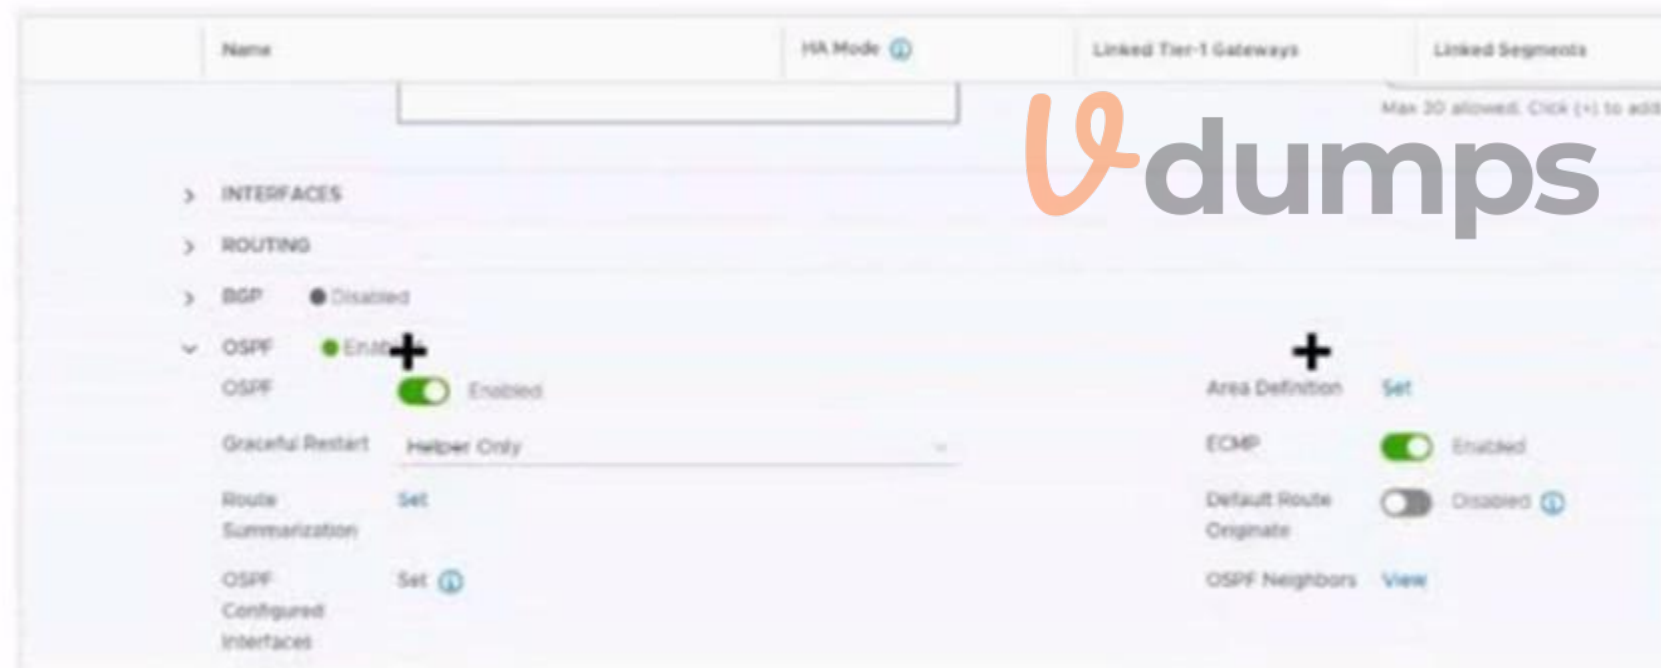 Name HA Mode Linked Tier-1 Gateways Linked Segments
Max 30 allowed. Click (+) to add
Vdumps
INTERFACES
ROUTING
BGP Disabled
OSPF
OSPF Enabled Area Definition Set
Graceful Restart Helper Only ECMP Enabled
Route Summarization Set Default Route Originate Disabled
OSPF Configured Interfaces Set OSPF Neighbors View